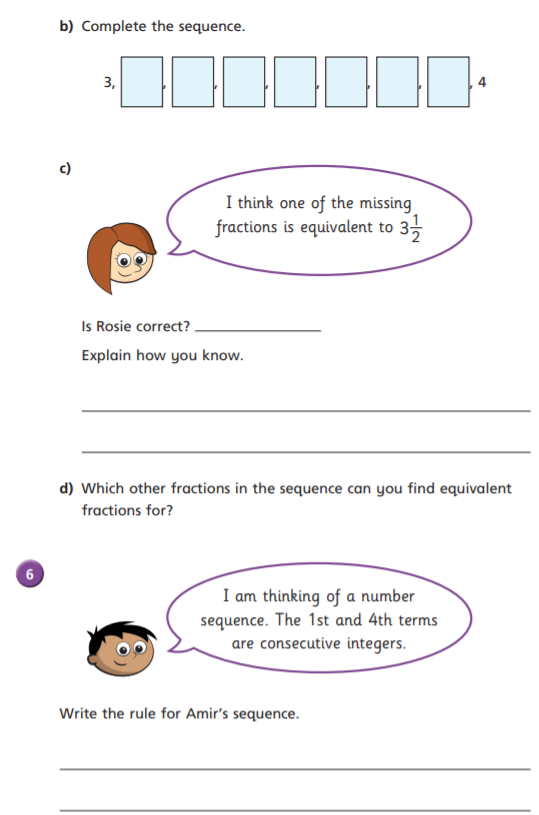 b) Complete the sequence.
3, , , , , , , , 4
c)
I think one of the missing
fractions is equivalent to 3 1/2
Is Rosie correct? ________________
Explain how you know.
d) Which other fractions in the sequence can you find equivalent
fractions for?
6
I am thinking of a number
sequence. The 1st and 4th terms
are consecutive integers.
Write the rule for Amir's sequence.